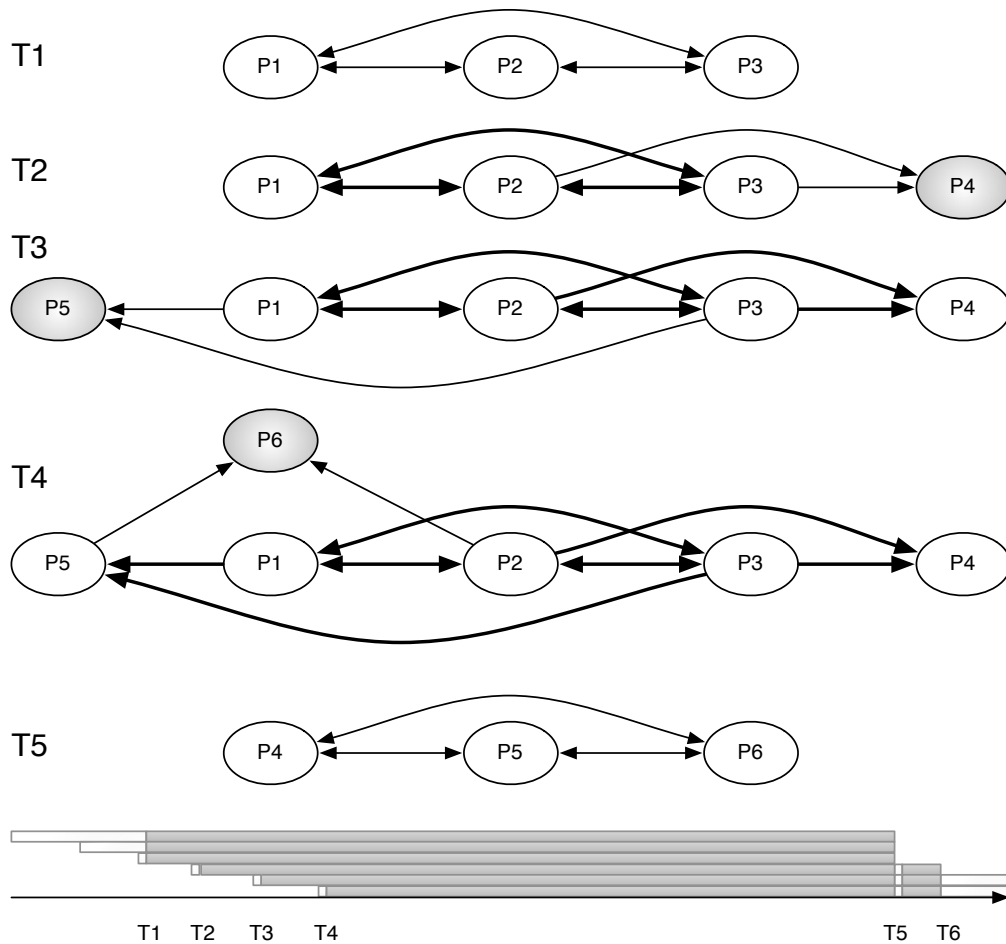 T1
P1 P2 P3
T2
P1 P2 P3 P4
T3
P5 P1 P2 P3 P4
P6
T4
P5 P1 P2 P3 P4
T5
P4 P5 P6
T1 T2 T3 T4 T5 T6